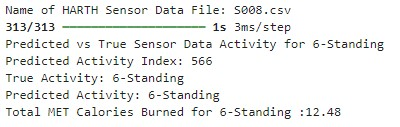 Name of HARTH Sensor Data File: S008.csv
313/313 ━━━━━━━━━━━━━━━━━━━━ 1s 3ms/step
Predicted vs True Sensor Data Activity for 6-Standing
Predicted Activity Index: 566
True Activity: 6-Standing
Predicted Activity: 6-Standing
Total MET Calories Burned for 6-Standing :12.48